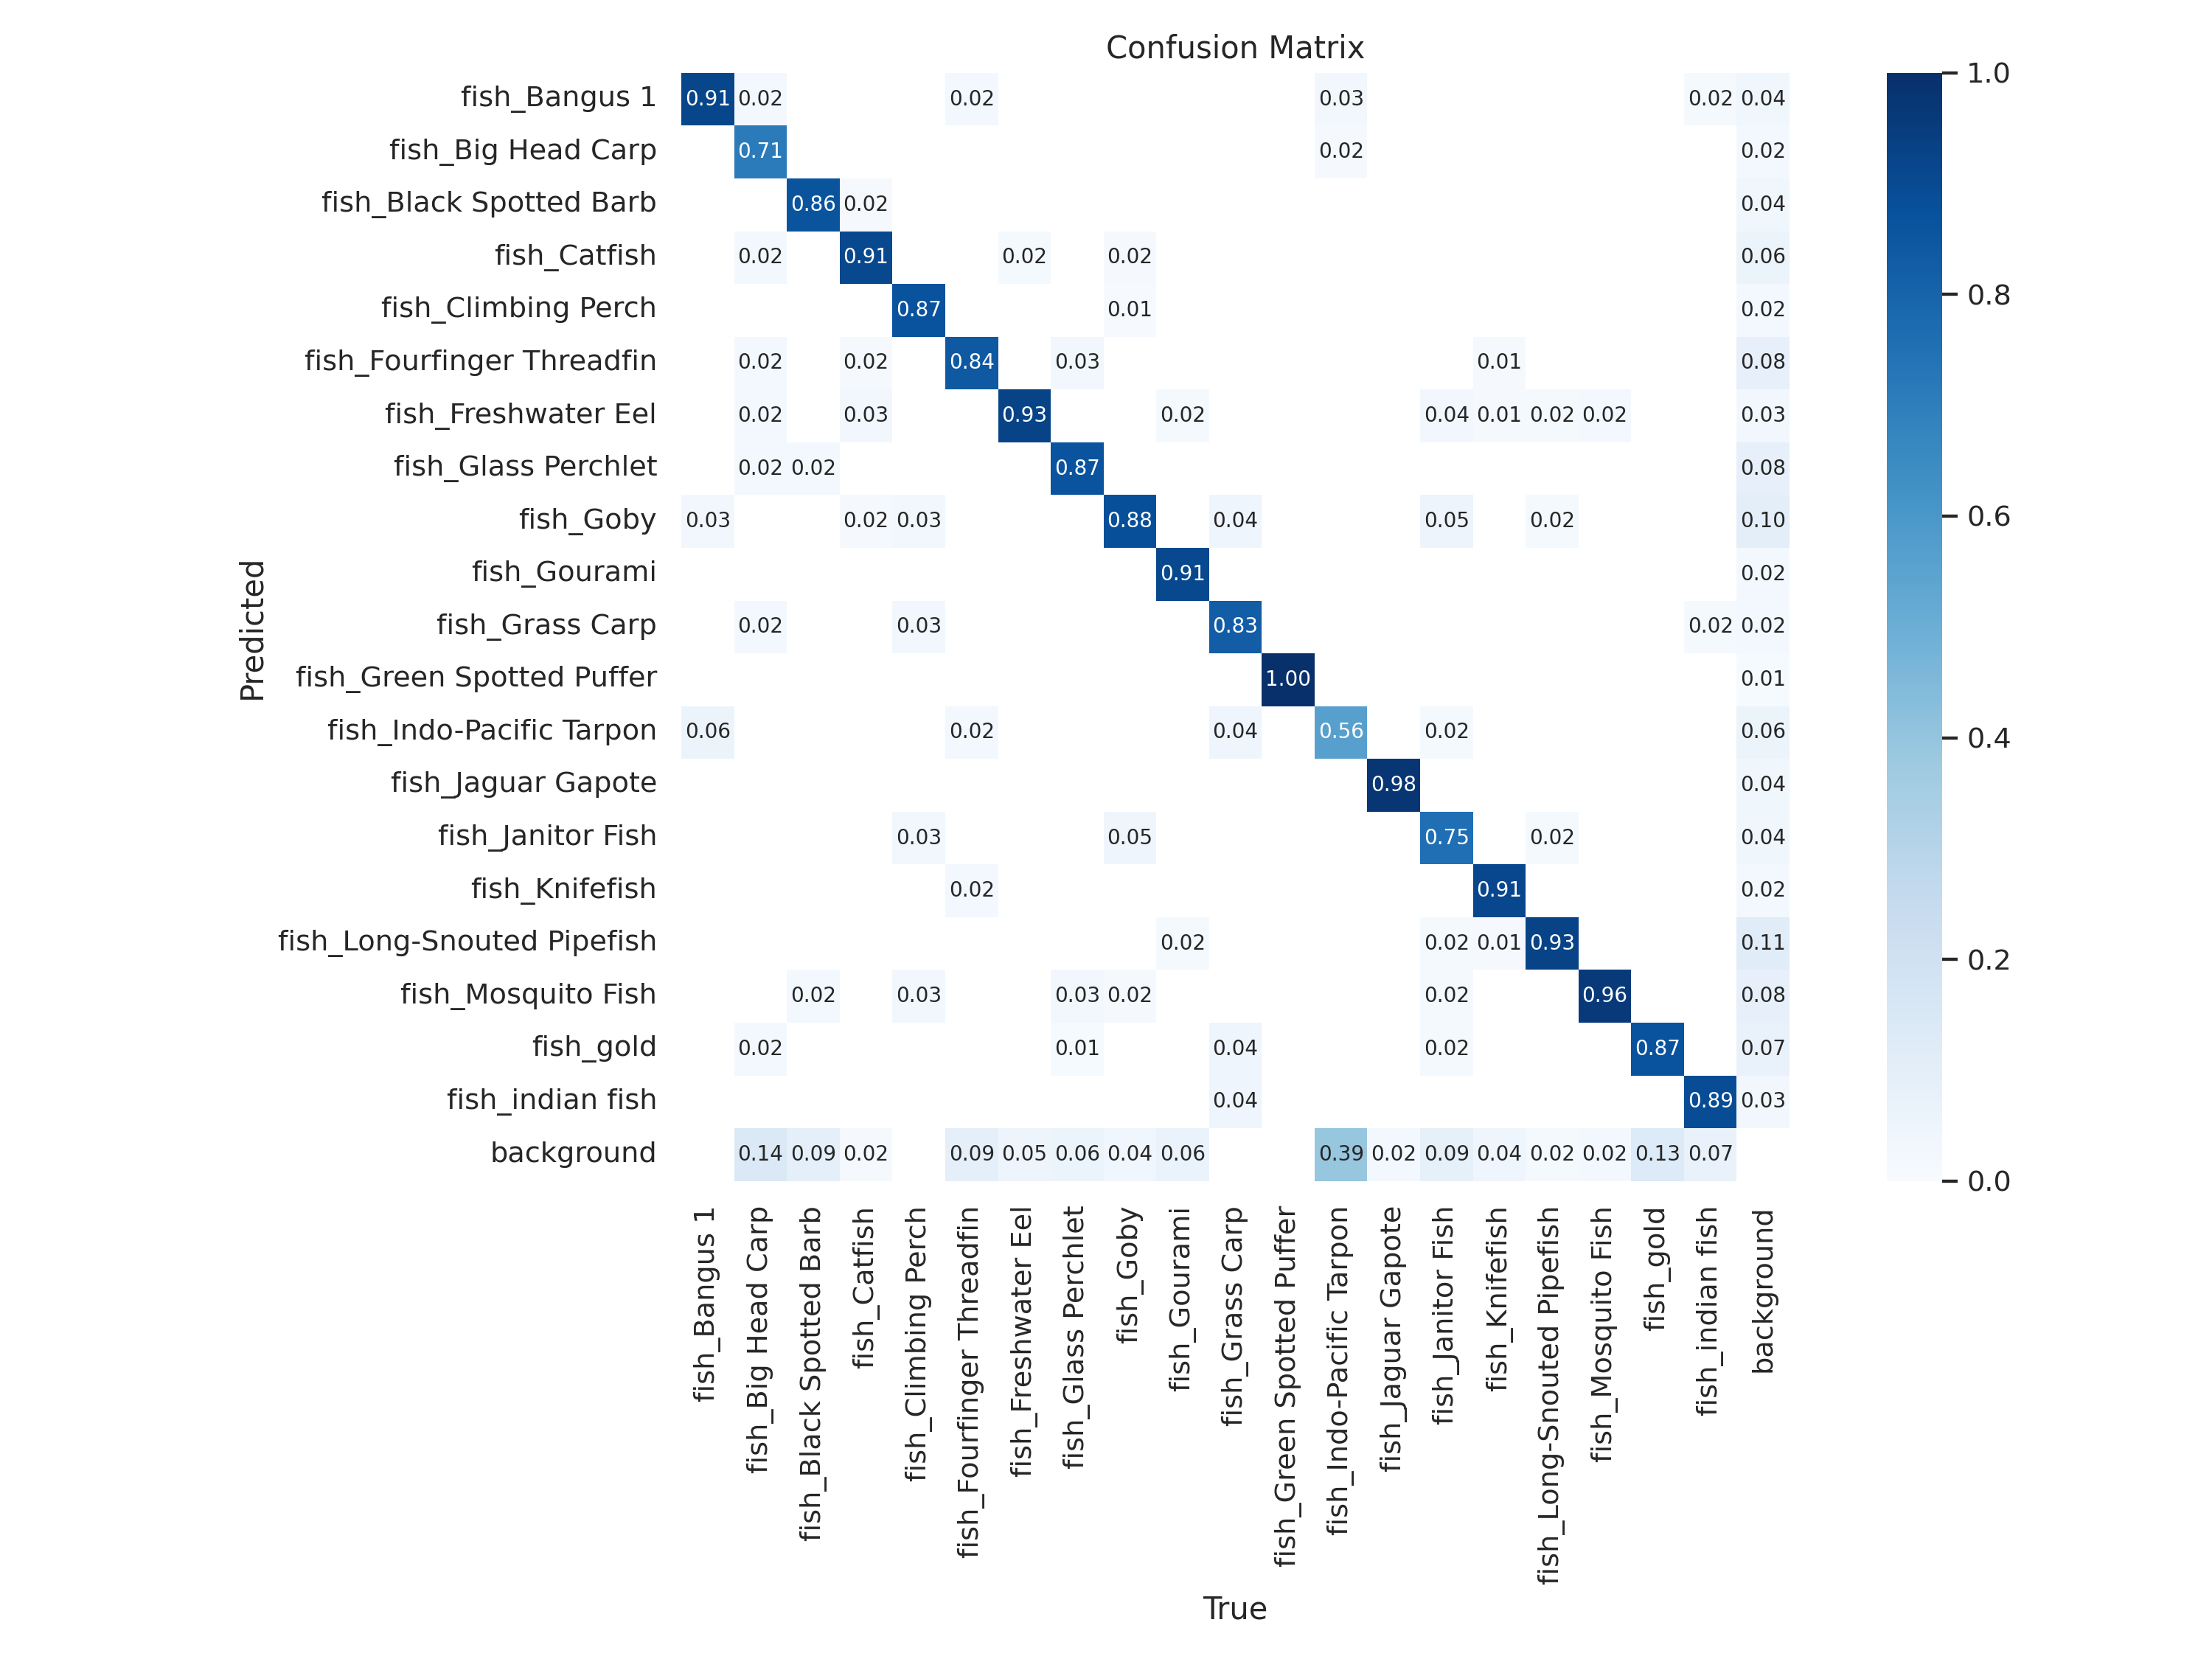 Confusion Matrix
fish_Bangus 1 0.91 0.02 0.02 0.03 0.02 0.04
fish_Big Head Carp 0.71 0.02 0.02
fish_Black Spotted Barb 0.86 0.02 0.04
fish_Catfish 0.02 0.91 0.02 0.02 0.06
fish_Climbing Perch 0.87 0.01 0.02
fish_Fourfinger Threadfin 0.02 0.02 0.84 0.03 0.01 0.08
fish_Freshwater Eel 0.02 0.03 0.93 0.02 0.04 0.01 0.02 0.02 0.03
fish_Glass Perchlet 0.02 0.02 0.87 0.08
fish_Goby 0.03 0.02 0.03 0.88 0.04 0.05 0.02 0.10
fish_Gourami 0.91 0.02
fish_Grass Carp 0.02 0.03 0.83 0.02 0.02
fish_Green Spotted Puffer 1.00 0.01
fish_Indo-Pacific Tarpon 0.06 0.02 0.04 0.56 0.02 0.06
fish_Jaguar Gapote 0.98 0.04
fish_Janitor Fish 0.03 0.05 0.75 0.02 0.04
fish_Knifefish 0.02 0.91 0.02
fish_Long-Snouted Pipefish 0.02 0.02 0.01 0.93 0.11
fish_Mosquito Fish 0.02 0.03 0.03 0.02 0.02 0.96 0.08
fish_gold 0.02 0.01 0.04 0.02 0.87 0.07
fish_indian fish 0.04 0.89 0.03
background 0.14 0.09 0.02 0.09 0.05 0.06 0.04 0.06 0.39 0.02 0.09 0.04 0.02 0.02 0.13 0.07
Predicted
fish_Bangus 1
fish_Big Head Carp
fish_Black Spotted Barb
fish_Catfish
fish_Climbing Perch
fish_Fourfinger Threadfin
fish_Freshwater Eel
fish_Glass Perchlet
fish_Goby
fish_Gourami
fish_Grass Carp
fish_Green Spotted Puffer
fish_Indo-Pacific Tarpon
fish_Jaguar Gapote
fish_Janitor Fish
fish_Knifefish
fish_Long-Snouted Pipefish
fish_Mosquito Fish
fish_gold
fish_indian fish
background
True
1.0
0.8
0.6
0.4
0.2
0.0